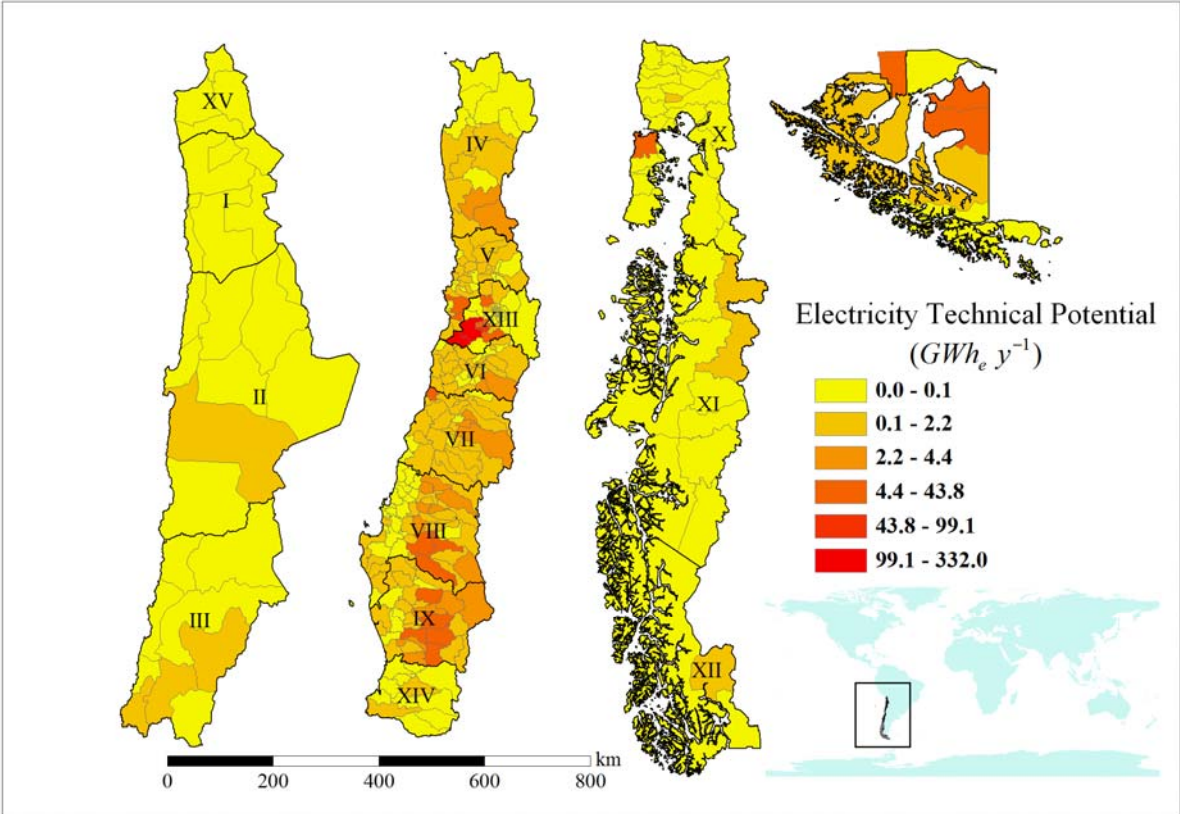 XV
I
II
III
IV
V
XIII
VI
VII
VIII
IX
XIV
X
XI
XII
Electricity Technical Potential
(GWhₑ y⁻¹)
0.0 - 0.1
0.1 - 2.2
2.2 - 4.4
4.4 - 43.8
43.8 - 99.1
99.1 - 332.0
km
0 200 400 600 800